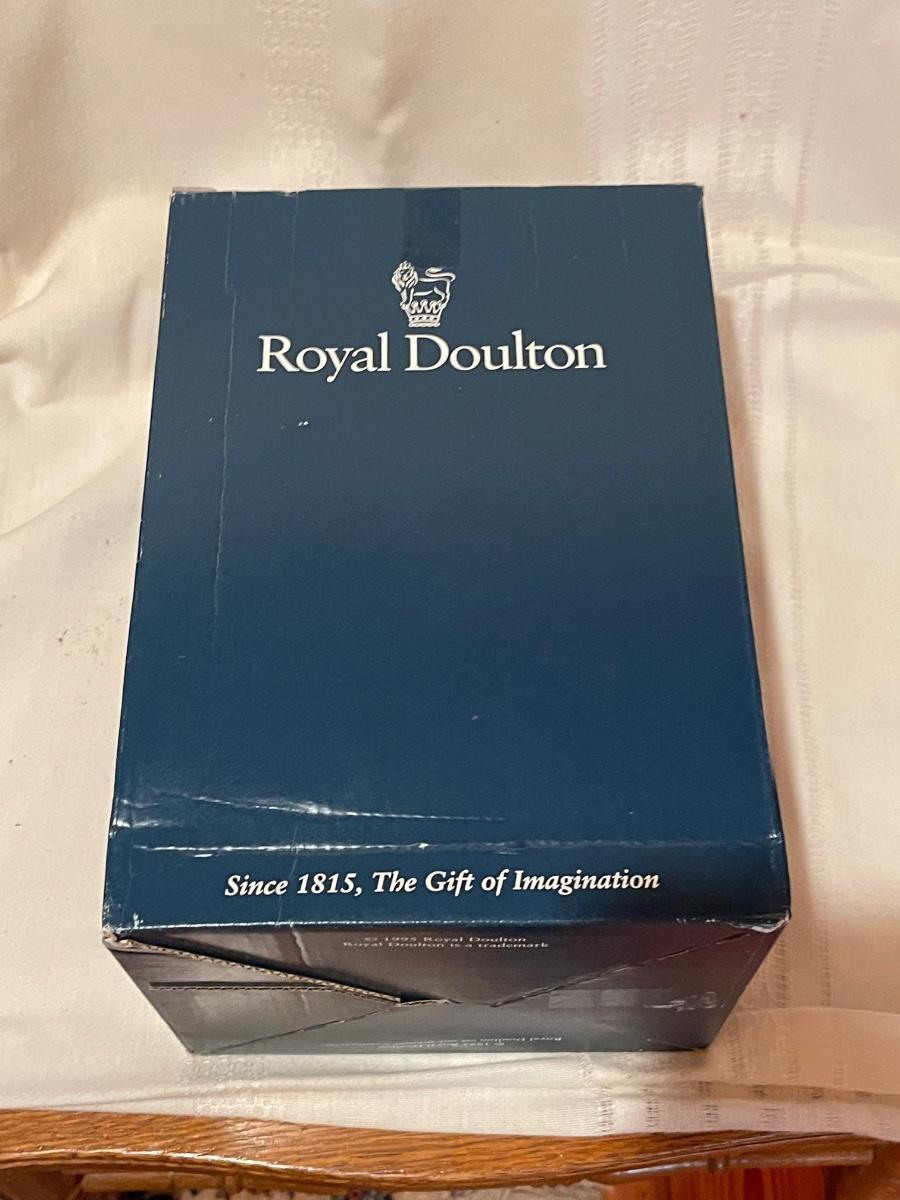 Royal Doulton
Since 1815, The Gift of Imagination
© 1995 Royal Doulton
Royal Doulton is a trademark